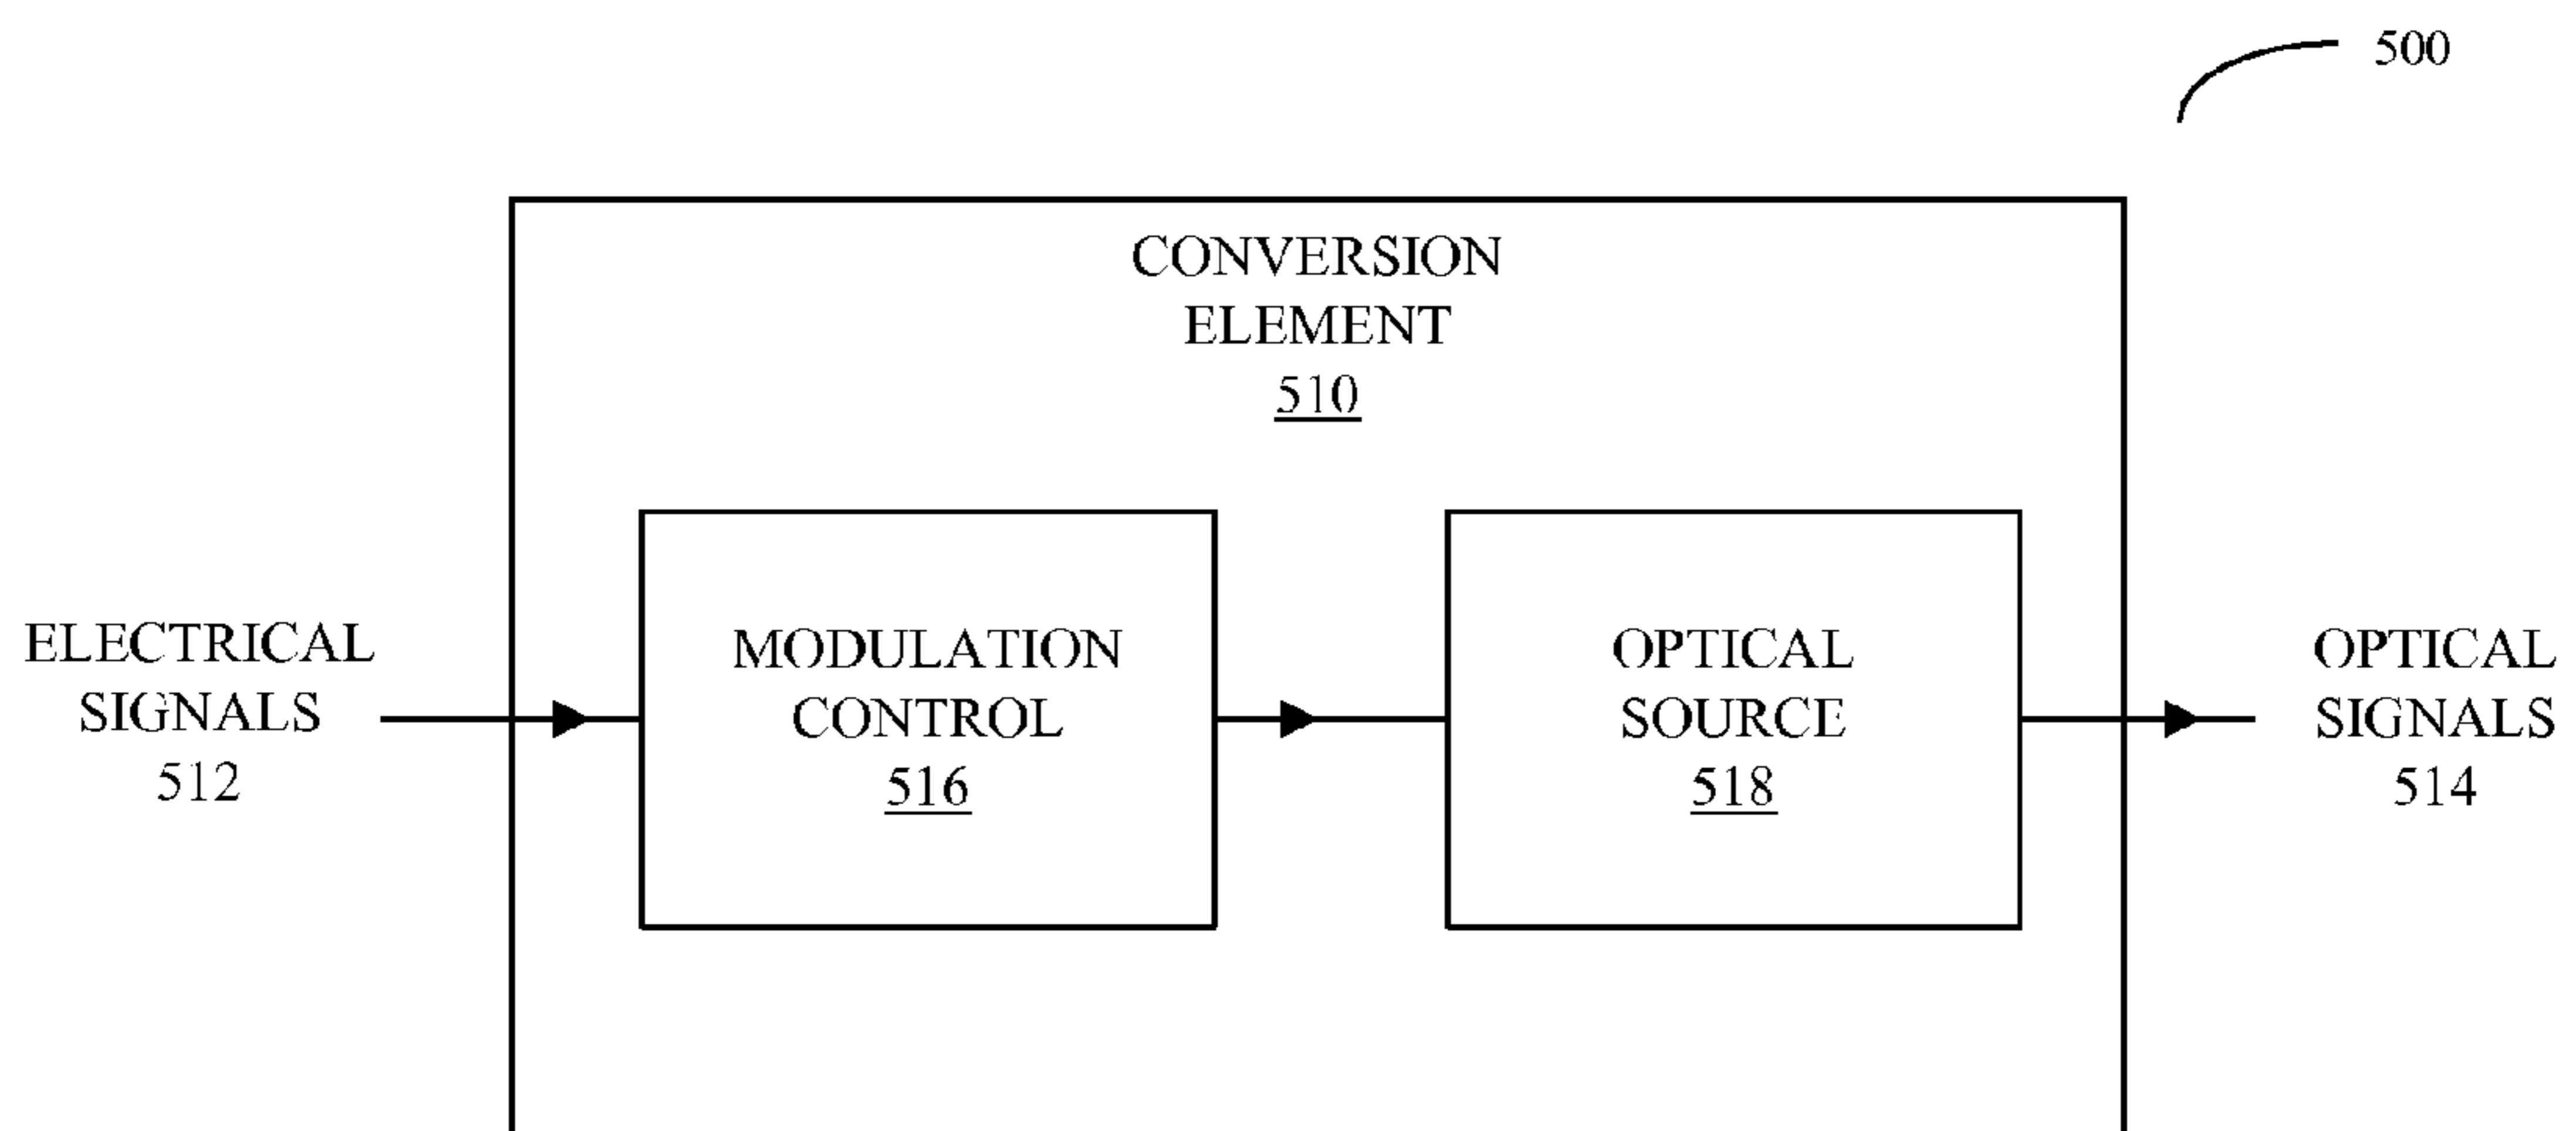 500
CONVERSION
ELEMENT
510
ELECTRICAL
SIGNALS
512
MODULATION
CONTROL
516
OPTICAL
SOURCE
518
OPTICAL
SIGNALS
514